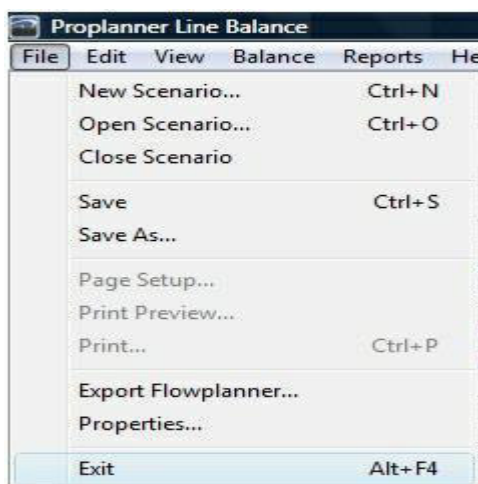 Proplanner Line Balance
File Edit View Balance Reports He
New Scenario... Ctrl+N
Open Scenario... Ctrl+O
Close Scenario
Save Ctrl+S
Save As...
Page Setup...
Print Preview...
Print... Ctrl+P
Export Flowplanner...
Properties...
Exit Alt+F4